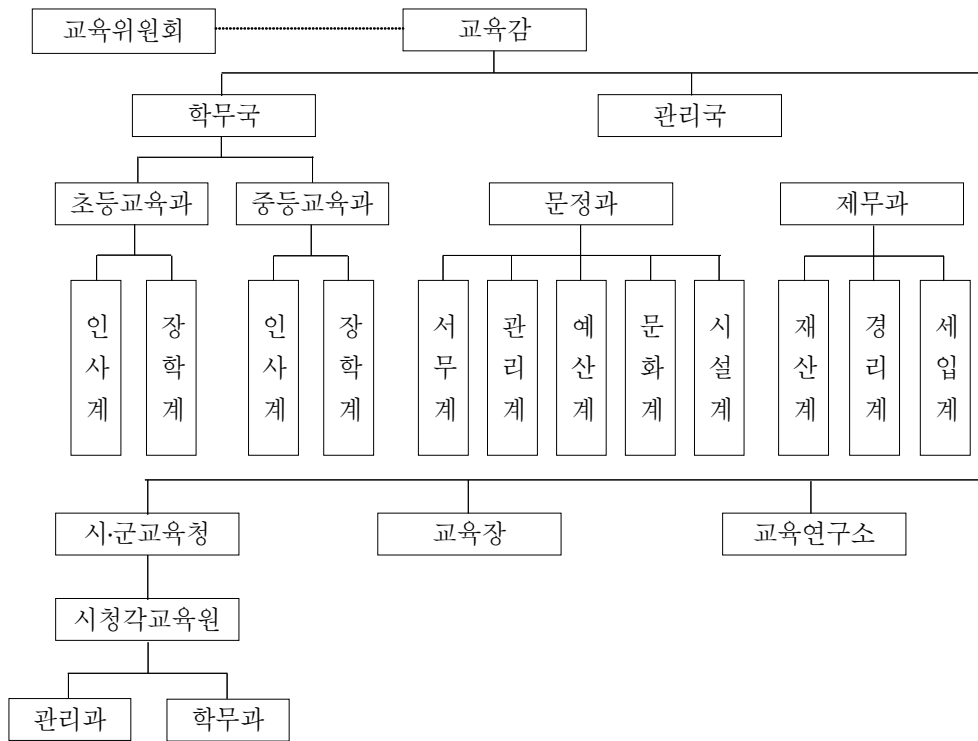 교육위원회
교육감
학무국
관리국
초등교육과
중등교육과
문정과
제무과
인사계
장학계
인사계
장학계
서무계
관리계
예산계
문화계
시설계
재산계
경리계
세입계
시·군교육청
교육장
교육연구소
시청각교육원
관리과
학무과